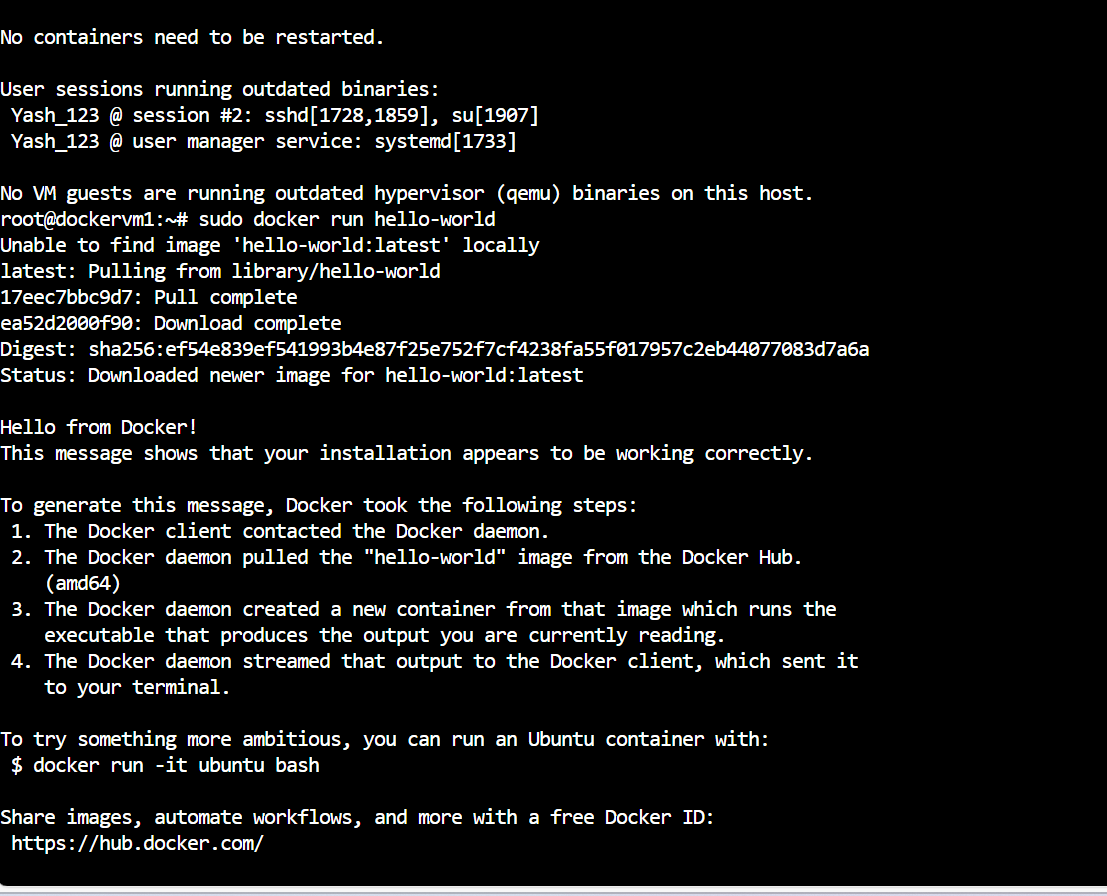 No containers need to be restarted.
User sessions running outdated binaries:
Yash_123 @ session #2: sshd[1728,1859], su[1907]
Yash_123 @ user manager service: systemd[1733]
No VM guests are running outdated hypervisor (qemu) binaries on this host.
root@dockervm1:~# sudo docker run hello-world
Unable to find image 'hello-world:latest' locally
latest: Pulling from library/hello-world
17eec7bbc9d7: Pull complete
ea52d2000f90: Download complete
Digest: sha256:ef54e839ef541993b4e87f25e752f7cf4238fa55f017957c2eb44077083d7a6a
Status: Downloaded newer image for hello-world:latest
Hello from Docker!
This message shows that your installation appears to be working correctly.
To generate this message, Docker took the following steps:
1. The Docker client contacted the Docker daemon.
2. The Docker daemon pulled the "hello-world" image from the Docker Hub.
(amd64)
3. The Docker daemon created a new container from that image which runs the
executable that produces the output you are currently reading.
4. The Docker daemon streamed that output to the Docker client, which sent it
to your terminal.
To try something more ambitious, you can run an Ubuntu container with:
$ docker run -it ubuntu bash
Share images, automate workflows, and more with a free Docker ID:
https://hub.docker.com/